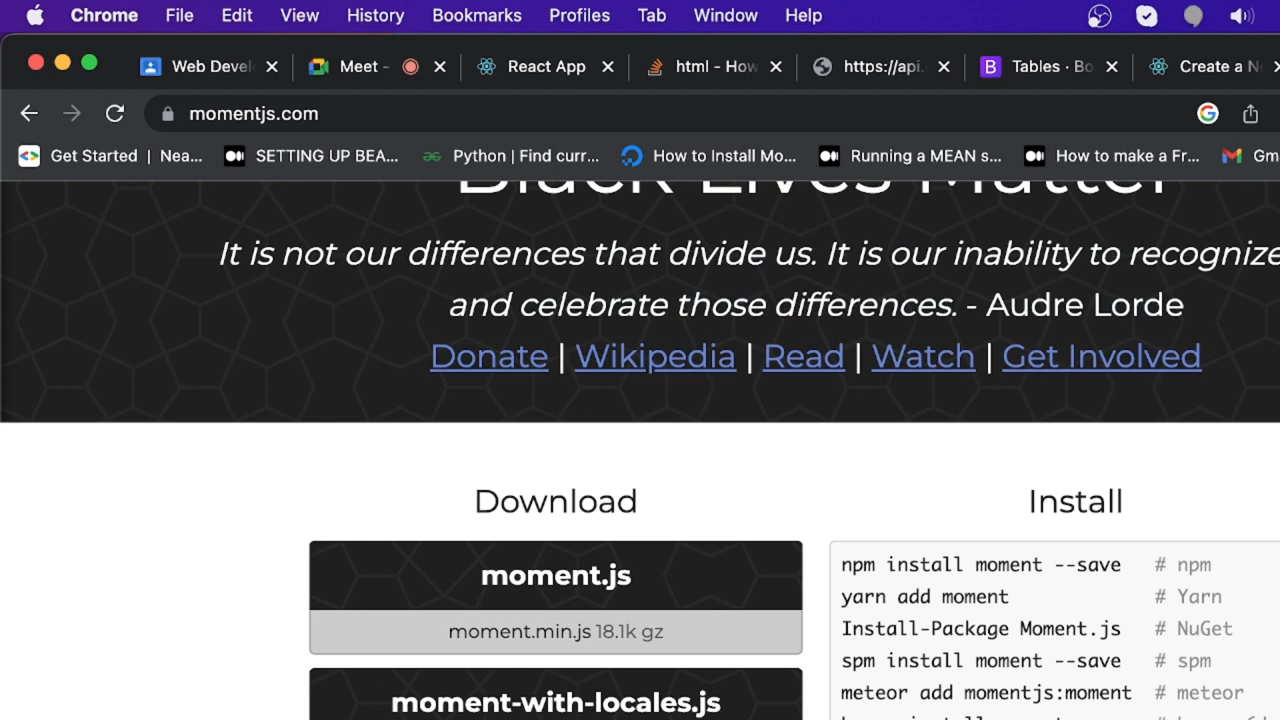 Chrome File Edit View History Bookmarks Profiles Tab Window Help
Web Devel Meet - React App html - How https://api. Tables · Bo Create a N
momentjs.com
Get Started | Nea... SETTING UP BEA... Python | Find curr... How to Install Mo... Running a MEAN s... How to make a Fr... Gm
Black Lives Matter
It is not our differences that divide us. It is our inability to recognize
and celebrate those differences. - Audre Lorde
Donate | Wikipedia | Read | Watch | Get Involved
Download
Install
moment.js
moment.min.js 18.1k gz
moment-with-locales.js
npm install moment --save # npm
yarn add moment # Yarn
Install-Package Moment.js # NuGet
spm install moment --save # spm
meteor add momentjs:moment # meteor